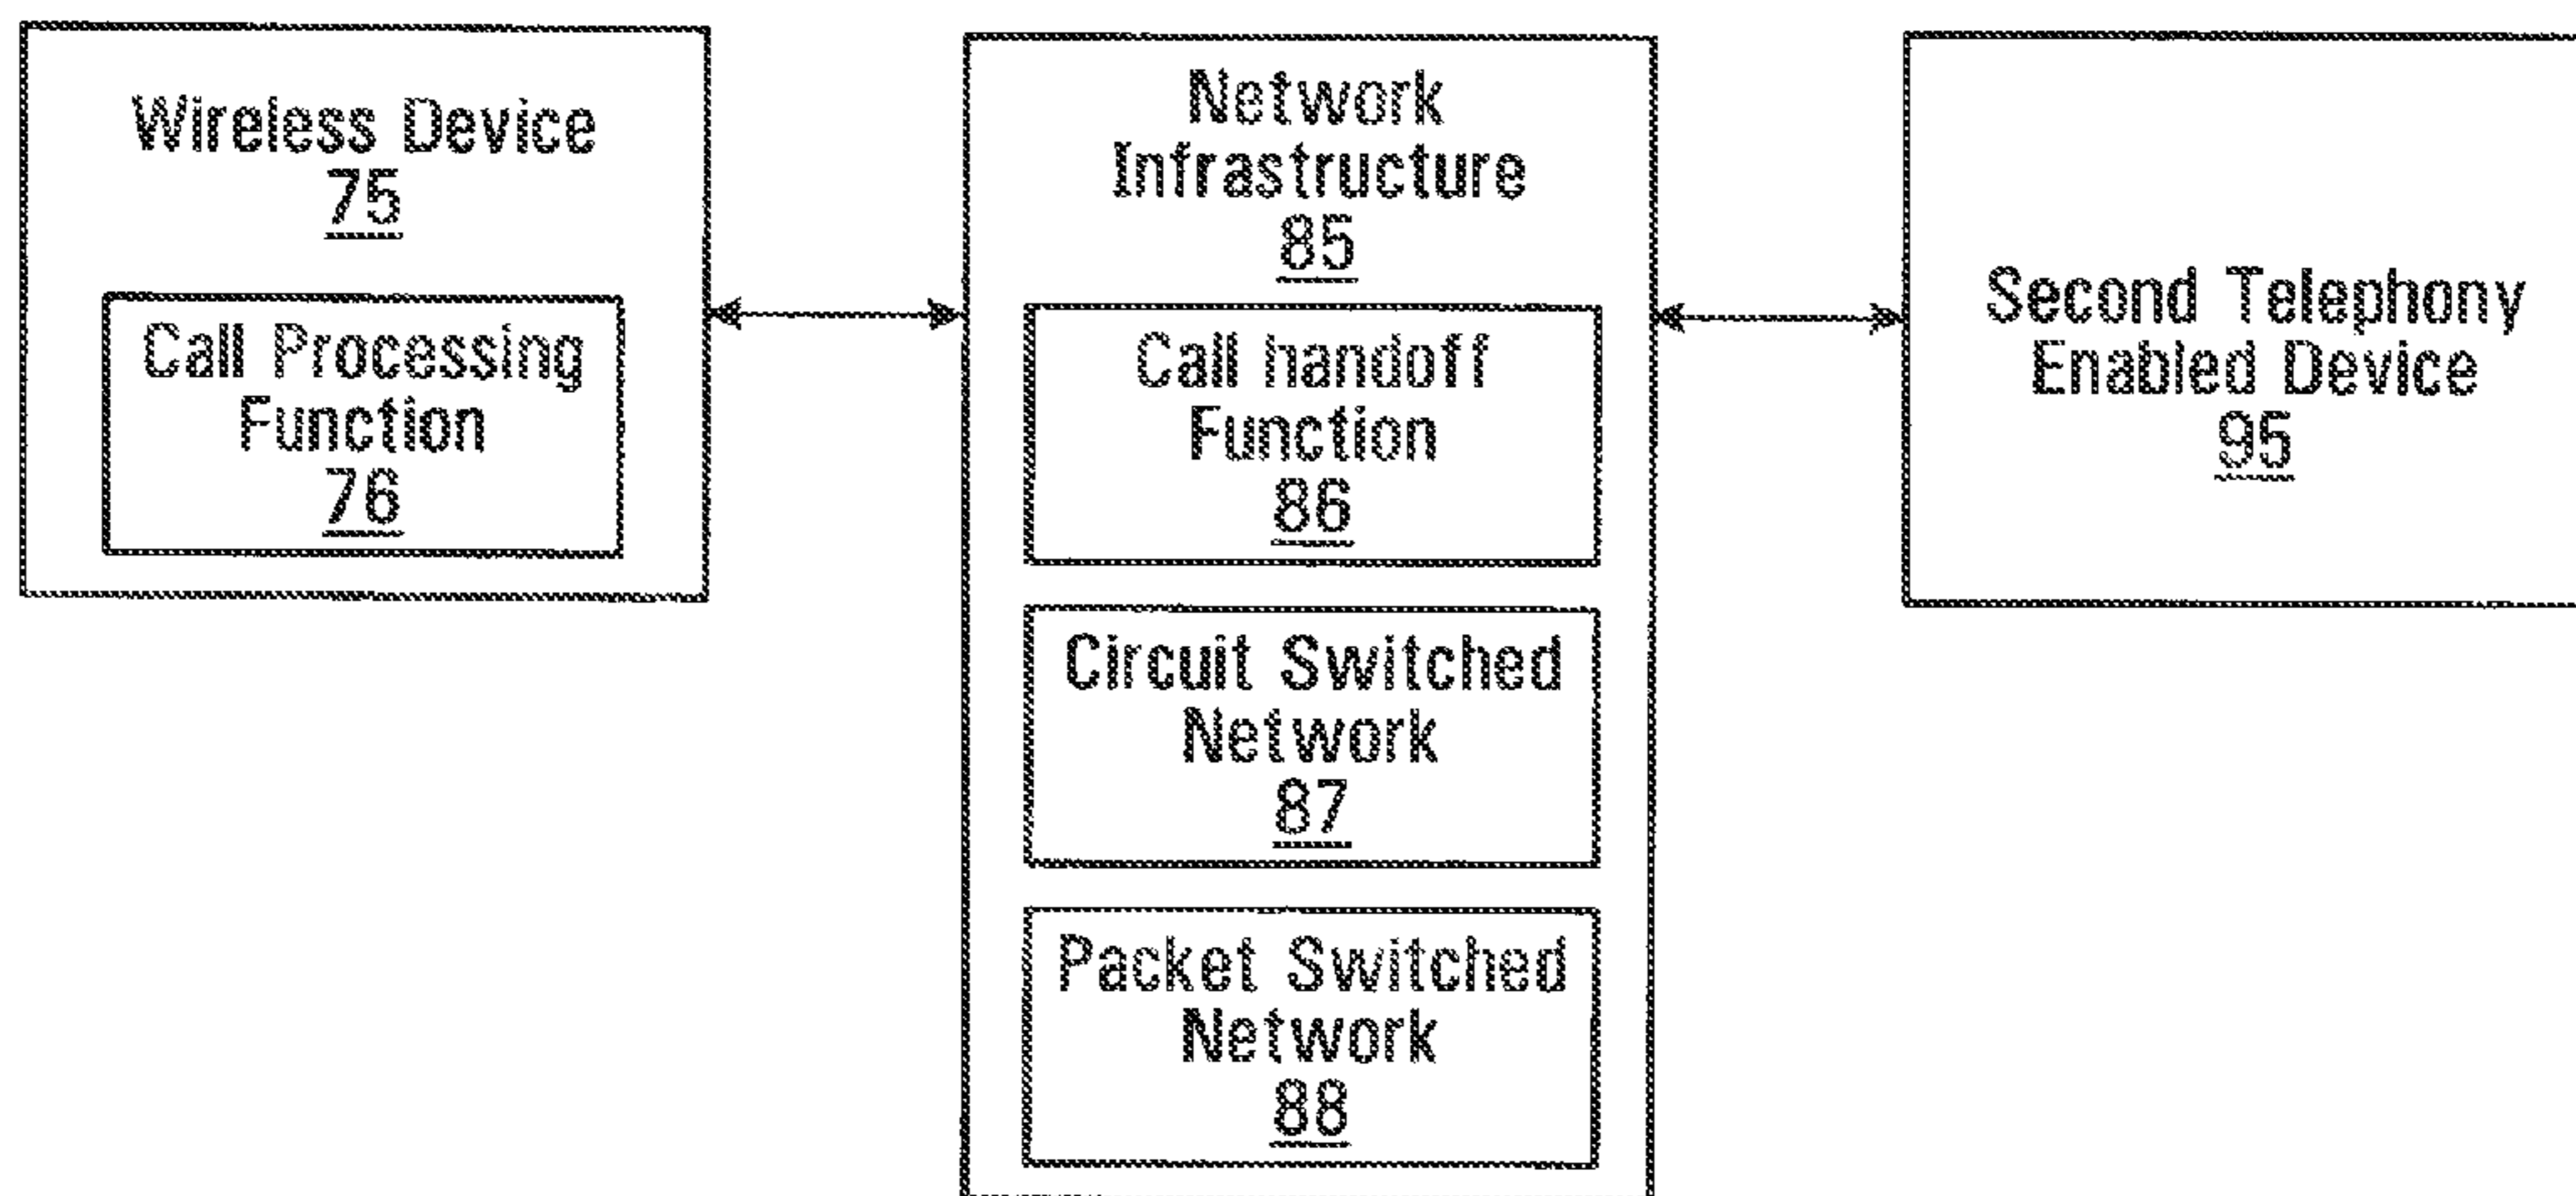 Wireless Device
75
Call Processing
Function
76
Network
Infrastructure
85
Call handoff
Function
86
Circuit Switched
Network
87
Packet Switched
Network
88
Second Telephony
Enabled Device
95